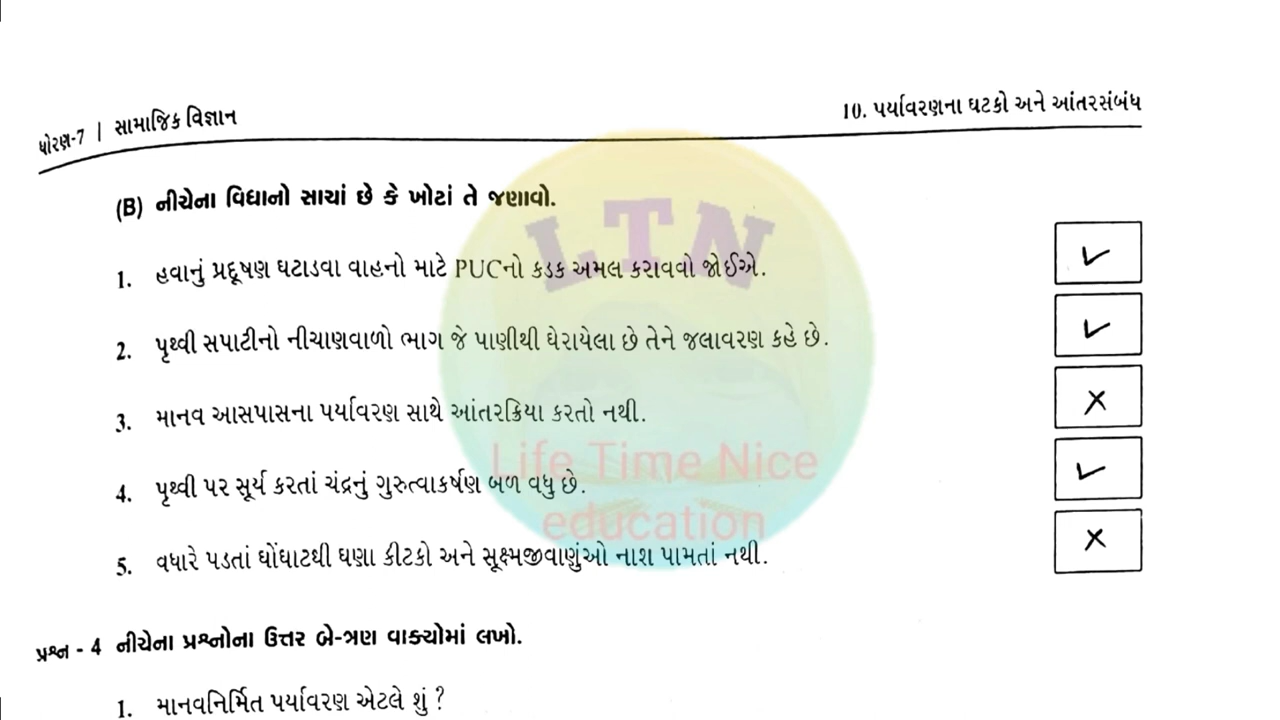 ધોરણ-7 | સામાજિક વિજ્ઞાન
10. પર્યાવરણના ઘટકો અને આંતરસંબંધ
(B) નીચેના વિધાનો સાચાં છે કે ખોટાં તે જણાવો.
1. હવાનું પ્રદૂષણ ઘટાડવા વાહનો માટે PUCનો કડક અમલ કરાવવો જોઈએ. ✓
2. પૃથ્વી સપાટીનો નીચાણવાળો ભાગ જે પાણીથી ઘેરાયેલા છે તેને જલાવરણ કહે છે. ✓
3. માનવ આસપાસના પર્યાવરણ સાથે આંતરક્રિયા કરતો નથી. ×
4. પૃથ્વી પર સૂર્ય કરતાં ચંદ્રનું ગુરુત્વાકર્ષણ બળ વધુ છે. ✓
5. વધારે પડતાં ઘોંઘાટથી ઘણા કીટકો અને સૂક્ષ્મજીવાણુંઓ નાશ પામતાં નથી. ×
LTN
Life Time Nice
education
પ્રશ્ન - 4 નીચેના પ્રશ્નોના ઉત્તર બે-ત્રણ વાક્યોમાં લખો.
1. માનવનિર્મિત પર્યાવરણ એટલે શું ?